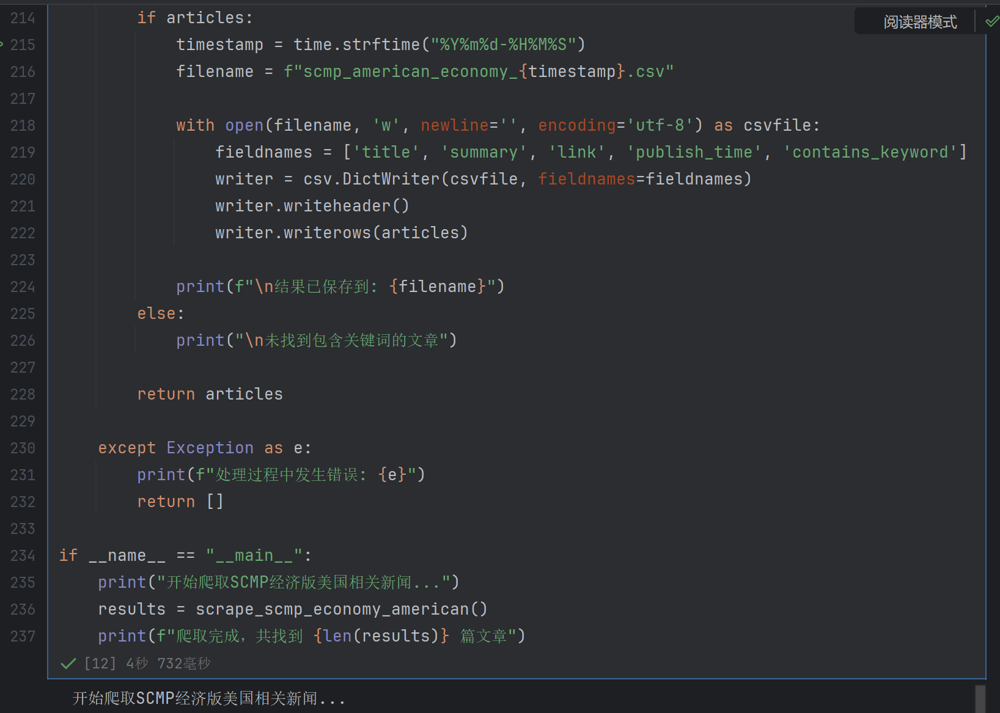 214 if articles:
阅读器模式
215 timestamp = time.strftime("%Y%m%d-%H%M%S")
216 filename = f"scmp_american_economy_{timestamp}.csv"
217
218 with open(filename, 'w', newline='', encoding='utf-8') as csvfile:
219 fieldnames = ['title', 'summary', 'link', 'publish_time', 'contains_keyword']
220 writer = csv.DictWriter(csvfile, fieldnames=fieldnames)
221 writer.writeheader()
222 writer.writerows(articles)
223
224 print(f"\n结果已保存到: {filename}")
225 else:
226 print("\n未找到包含关键词的文章")
227
228 return articles
229
230 except Exception as e:
231 print(f"处理过程中发生错误: {e}")
232 return []
233
234 if __name__ == "__main__":
235 print("开始爬取SCMP经济版美国相关新闻...")
236 results = scrape_scmp_economy_american()
237 print(f"爬取完成，共找到 {len(results)} 篇文章")
[12] 4秒 732毫秒
开始爬取SCMP经济版美国相关新闻...